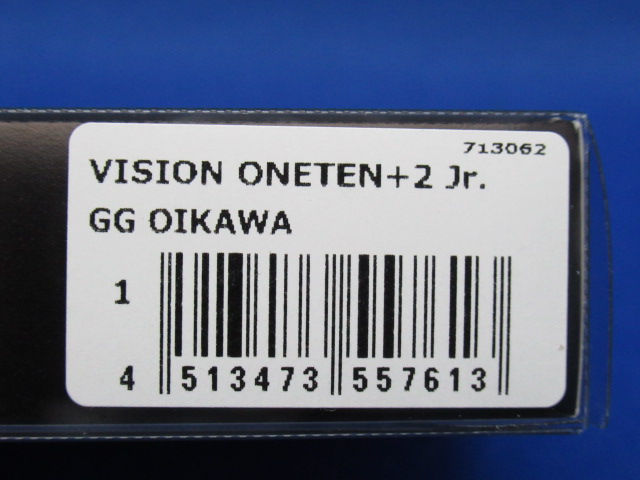 713062
VISION ONETEN+2 Jr.
GG OIKAWA
1
4 513473 557613